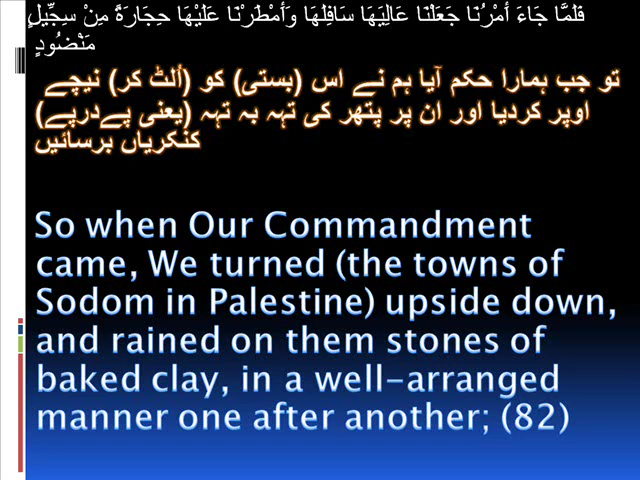 فَلَمَّا جَاءَ أَمْرُنَا جَعَلْنَا عَالِيَهَا سَافِلَهَا وَأَمْطَرْنَا عَلَيْهَا حِجَارَةً مِنْ سِجِّيلٍ
مَنْضُودٍ
تو جب ہمارا حکم آیا ہم نے اس (بستی) کو (اُلٹ کر) نیچے
اوپر کردیا اور ان پر پتھر کی تہہ بہ تہہ (یعنی پےدرپے)
کنکریاں برسائیں
So when Our Commandment
came, We turned (the towns of
Sodom in Palestine) upside down,
and rained on them stones of
baked clay, in a well-arranged
manner one after another; (82)